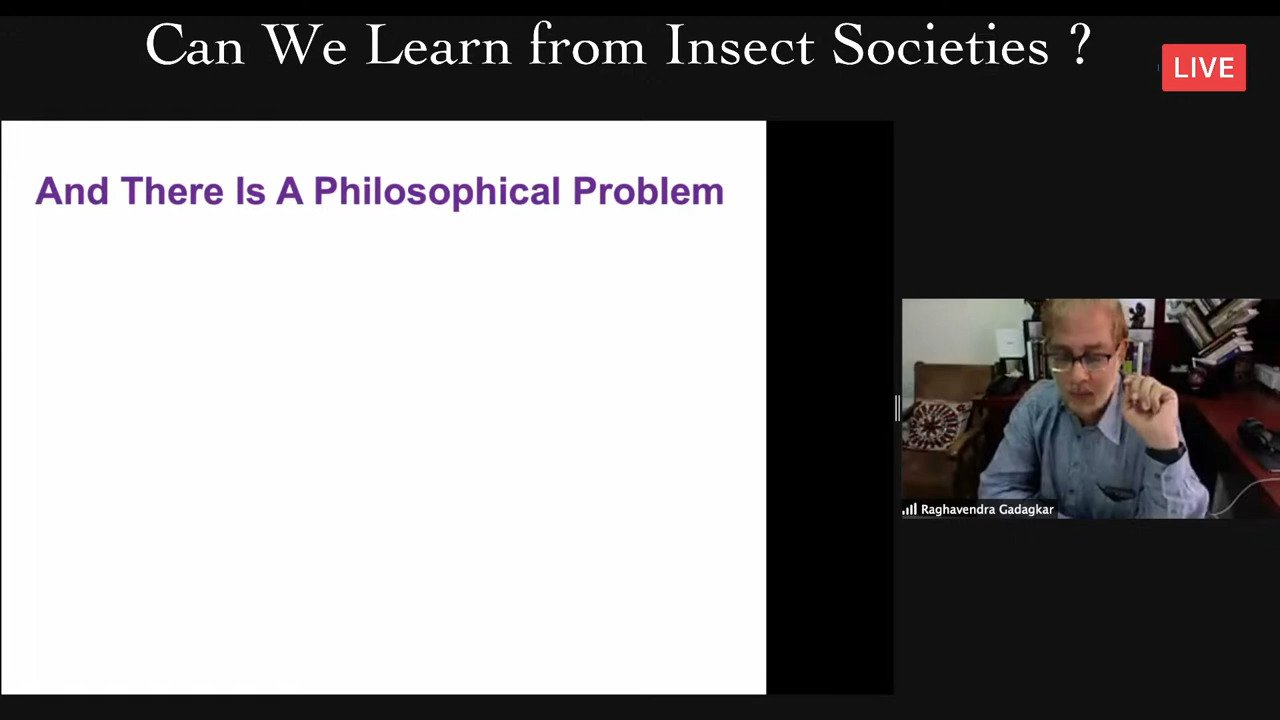 Can We Learn from Insect Societies ?
LIVE
And There Is A Philosophical Problem
Raghavendra Gadagkar